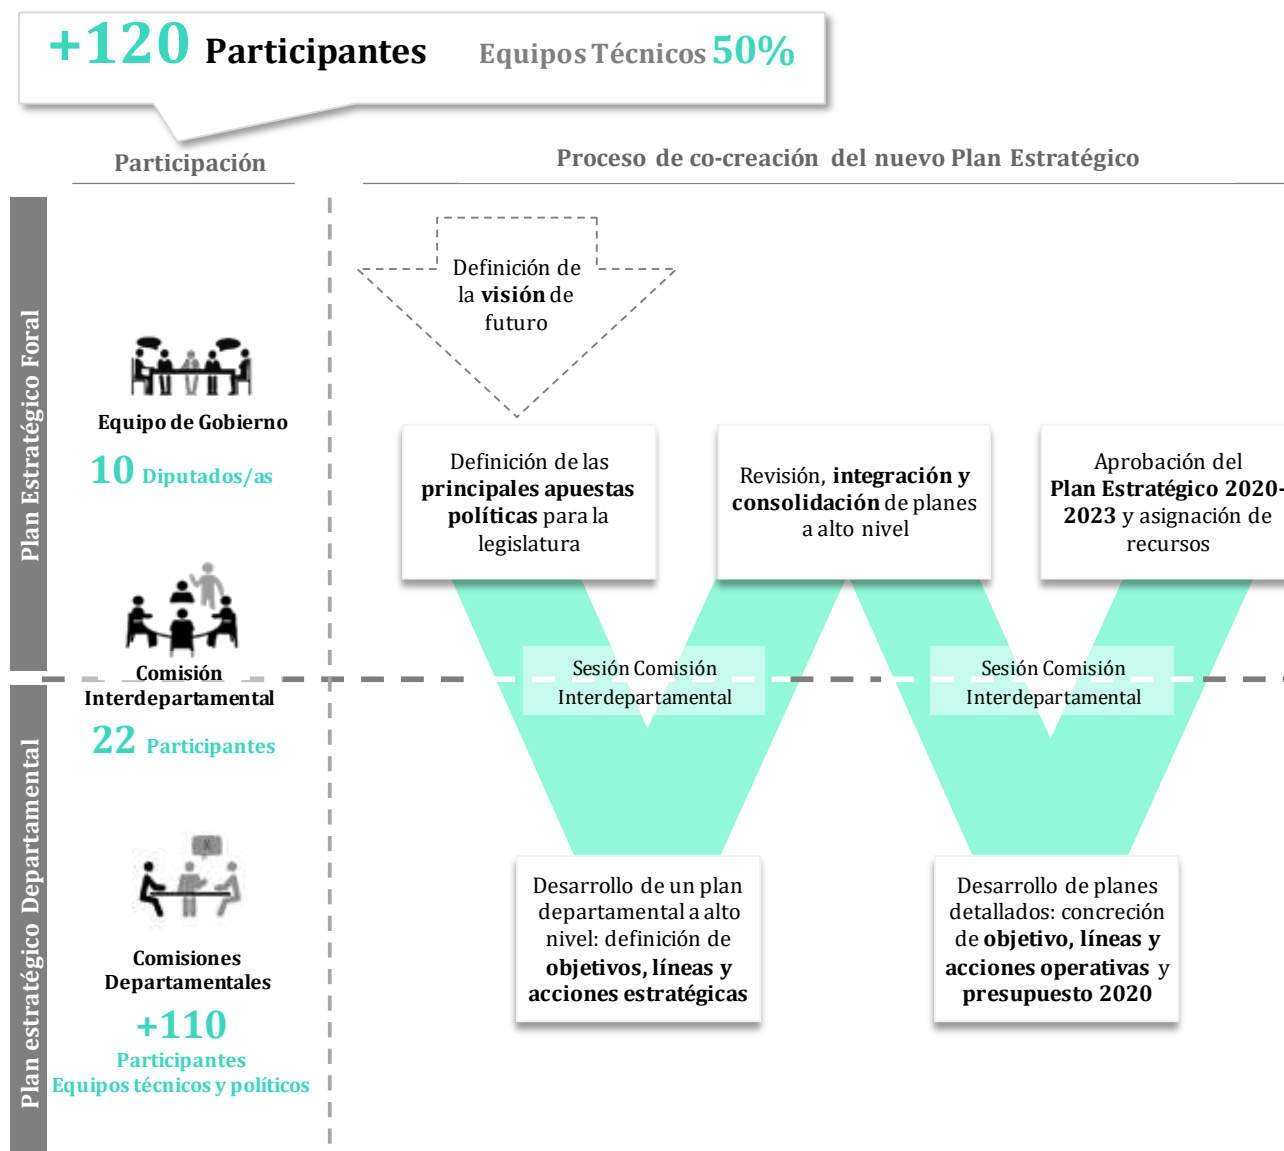 +120 Participantes Equipos Técnicos 50%
Participación
Proceso de co-creación del nuevo Plan Estratégico
Plan Estratégico Foral
Equipo de Gobierno
10 Diputados/as
Comisión
Interdepartamental
22 Participantes
Plan estratégico Departamental
Comisiones
Departamentales
+110
Participantes
Equipos técnicos y políticos
Definición de
la visión de
futuro
Definición de las
principales apuestas
políticas para la
legislatura
Revisión, integración y
consolidación de planes
a alto nivel
Aprobación del
Plan Estratégico 2020-
2023 y asignación de
recursos
Sesión Comisión
Interdepartamental
Sesión Comisión
Interdepartamental
Desarrollo de un plan
departamental a alto
nivel: definición de
objetivos, líneas y
acciones estratégicas
Desarrollo de planes
detallados: concreción
de objetivo, líneas y
acciones operativas y
presupuesto 2020